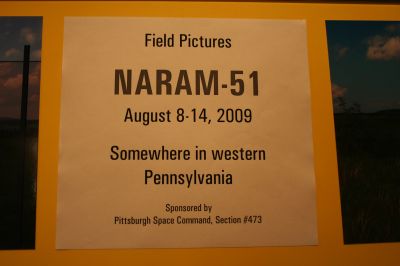 Field Pictures
NARAM-51
August 8-14, 2009
Somewhere in western
Pennsylvania
Sponsored by
Pittsburgh Space Command, Section #473